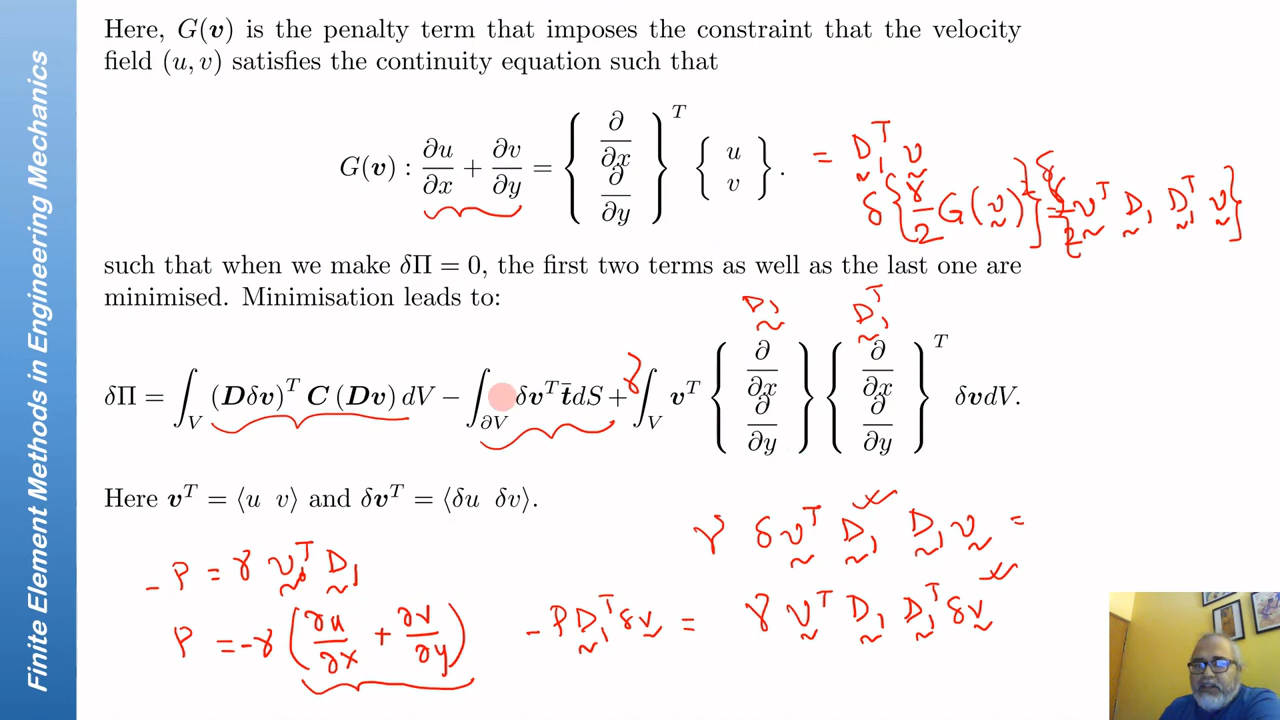 Finite Element Methods in Engineering Mechanics
Here, G(v) is the penalty term that imposes the constraint that the velocity
field (u, v) satisfies the continuity equation such that
G(v) : ∂u/∂x + ∂v/∂y = { ∂/∂x ∂/∂y }^T { u v }.
= D₁^T v
δ{ γ/2 G(v)² } = δ γ/2 { v^T D₁ D₁^T v }
such that when we make δΠ = 0, the first two terms as well as the last one are
minimised. Minimisation leads to:
D₁ D₁^T
δΠ = ∫_V (Dδv)^T C (Dv) dV − ∫_∂V δv^T t̄ dS + γ ∫_V v^T { ∂/∂x ∂/∂y } { ∂/∂x ∂/∂y }^T δv dV.
Here v^T = ⟨u v⟩ and δv^T = ⟨δu δv⟩.
γ δv^T D₁ D₁ v =
− P = γ v^T D₁
− P D₁^T δv = γ v^T D₁ D₁^T δv
P = −γ ( ∂u/∂x + ∂v/∂y )